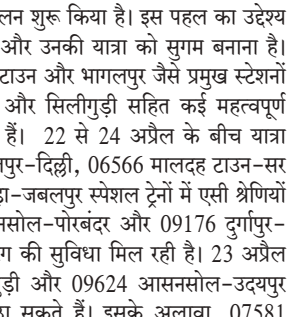 लन शुरू किया है। इस पहल का उद्देश्य
और उनकी यात्रा को सुगम बनाना है।
टाउन और भागलपुर जैसे प्रमुख स्टेशनों
और सिलीगुड़ी सहित कई महत्वपूर्ण
हैं। 22 से 24 अप्रैल के बीच यात्रा
नपुर-दिल्ली, 06566 मालदह टाउन-सर
ड़ा-जबलपुर स्पेशल ट्रेनों में एसी श्रेणियों
नसोल-पोरबंदर और 09176 दुर्गापुर-
ग की सुविधा मिल रही है। 23 अप्रैल
गुड़ी और 09624 आसनसोल-उदयपुर
ठा सकते हैं। इसके अलावा, 07581